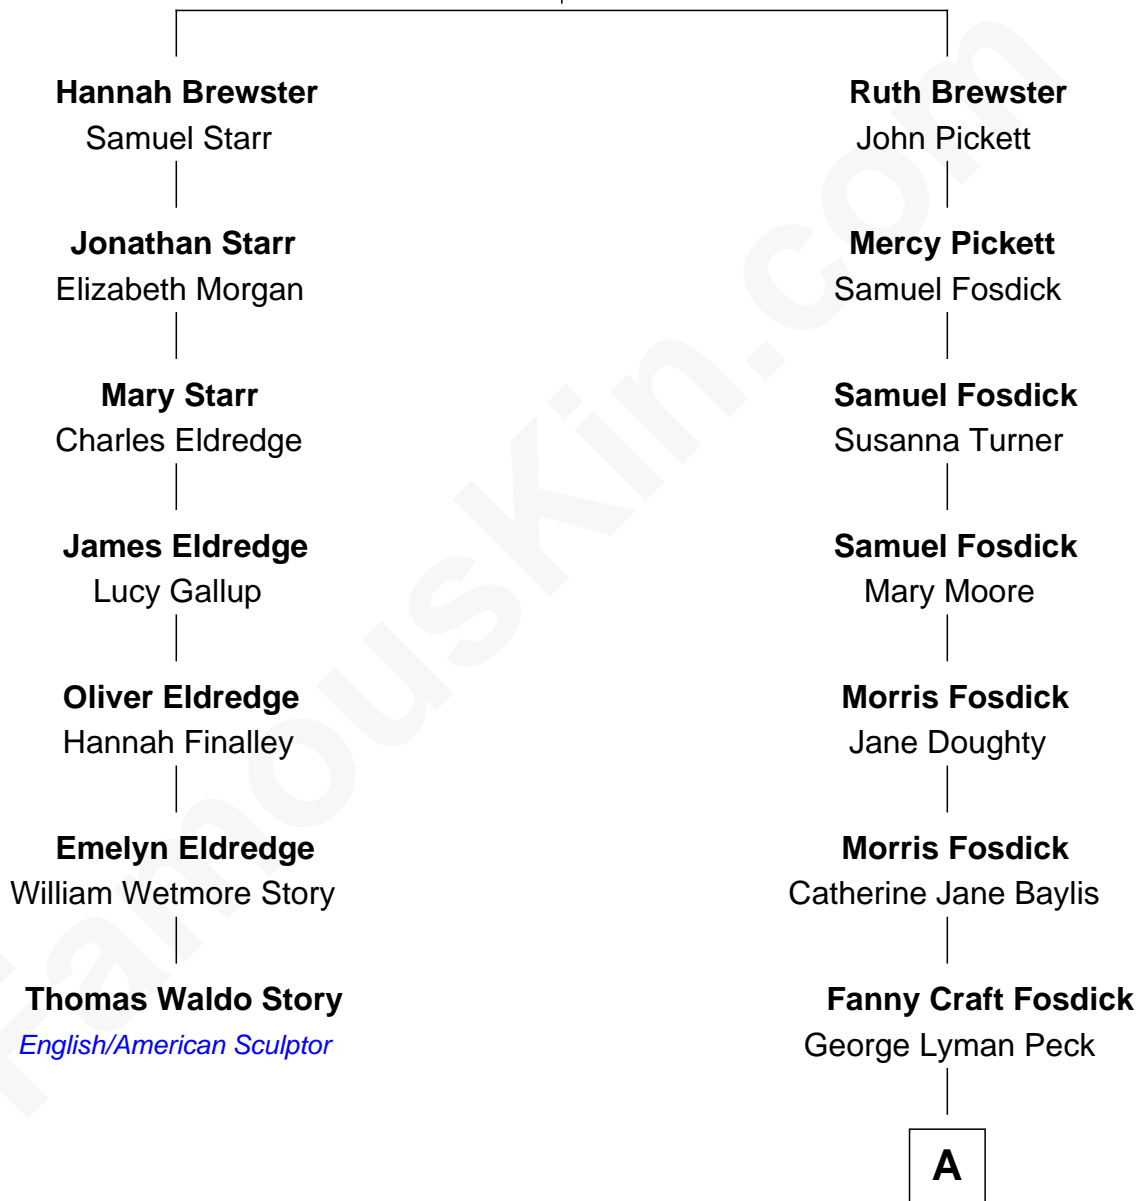 Hannah Brewster
Samuel Starr
Jonathan Starr
Elizabeth Morgan
Mary Starr
Charles Eldredge
James Eldredge
Lucy Gallup
Oliver Eldredge
Hannah Finalley
Emelyn Eldredge
William Wetmore Story
Thomas Waldo Story
English/American Sculptor
Ruth Brewster
John Pickett
Mercy Pickett
Samuel Fosdick
Samuel Fosdick
Susanna Turner
Samuel Fosdick
Mary Moore
Morris Fosdick
Jane Doughty
Morris Fosdick
Catherine Jane Baylis
Fanny Craft Fosdick
George Lyman Peck
A
FamousKin.com